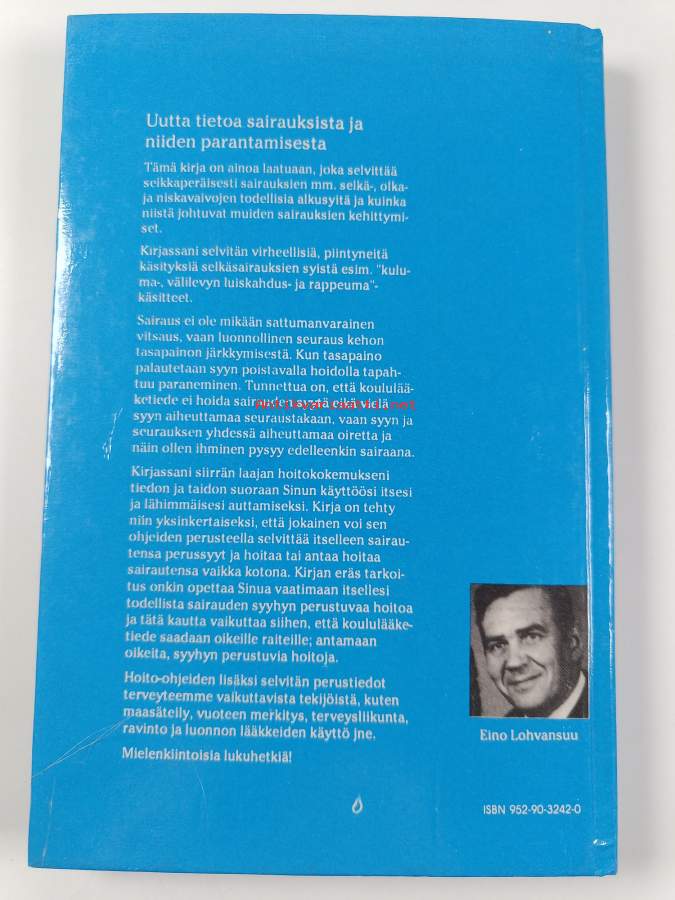 Uutta tietoa sairauksista ja
niiden parantamisesta
Tämä kirja on ainoa laatuaan, joka selvittää
seikkaperäisesti sairauksien mm. selkä-, olka-
ja niskavaivojen todellisia alkusyitä ja kuinka
niistä johtuvat muiden sairauksien kehittymi-
set.
Kirjassani selvitän virheellisiä, piintyneitä
käsityksiä selkäsairauksien syistä esim. "kulu-
ma-, välilevyn luiskahdus- ja rappeuma"-
käsitteet.
Sairaus ei ole mikään sattumanvarainen
vitsaus, vaan luonnollinen seuraus kehon
tasapainon järkkymisestä. Kun tasapaino
palautetaan syyn poistavalla hoidolla tapah-
tuu paraneminen. Tunnettua on, että koululää-
ketiede ei hoida sairauden syytä eikä vielä
Antikvariaatti.net
syyn aiheuttamaa seuraustakaan, vaan syyn ja
seurauksen yhdessä aiheuttamaa oiretta ja
näin ollen ihminen pysyy edelleenkin sairaana.
Kirjassani siirrän laajan hoitokokemukseni
tiedon ja taidon suoraan Sinun käyttöösi itsesi
ja lähimmäisesi auttamiseksi. Kirja on tehty
niin yksinkertaiseksi, että jokainen voi sen
ohjeiden perusteella selvittää itselleen sairau-
tensa perussyyt ja hoitaa tai antaa hoitaa
sairautensa vaikka kotona. Kirjan eräs tarkoi-
tus onkin opettaa Sinua vaatimaan itsellesi
todellista sairauden syyhyn perustuvaa hoitoa
ja tätä kautta vaikuttaa siihen, että koululääke-
tiede saadaan oikeille raiteille; antamaan
oikeita, syyhyn perustuvia hoitoja.
Hoito-ohjeiden lisäksi selvitän perustiedot
terveyteemme vaikuttavista tekijöistä, kuten
maasäteily, vuoteen merkitys, terveysliikunta,
ravinto ja luonnon lääkkeiden käyttö jne.
Mielenkiintoisia lukuhetkiä!
Eino Lohvansuu
ISBN 952-90-3242-0